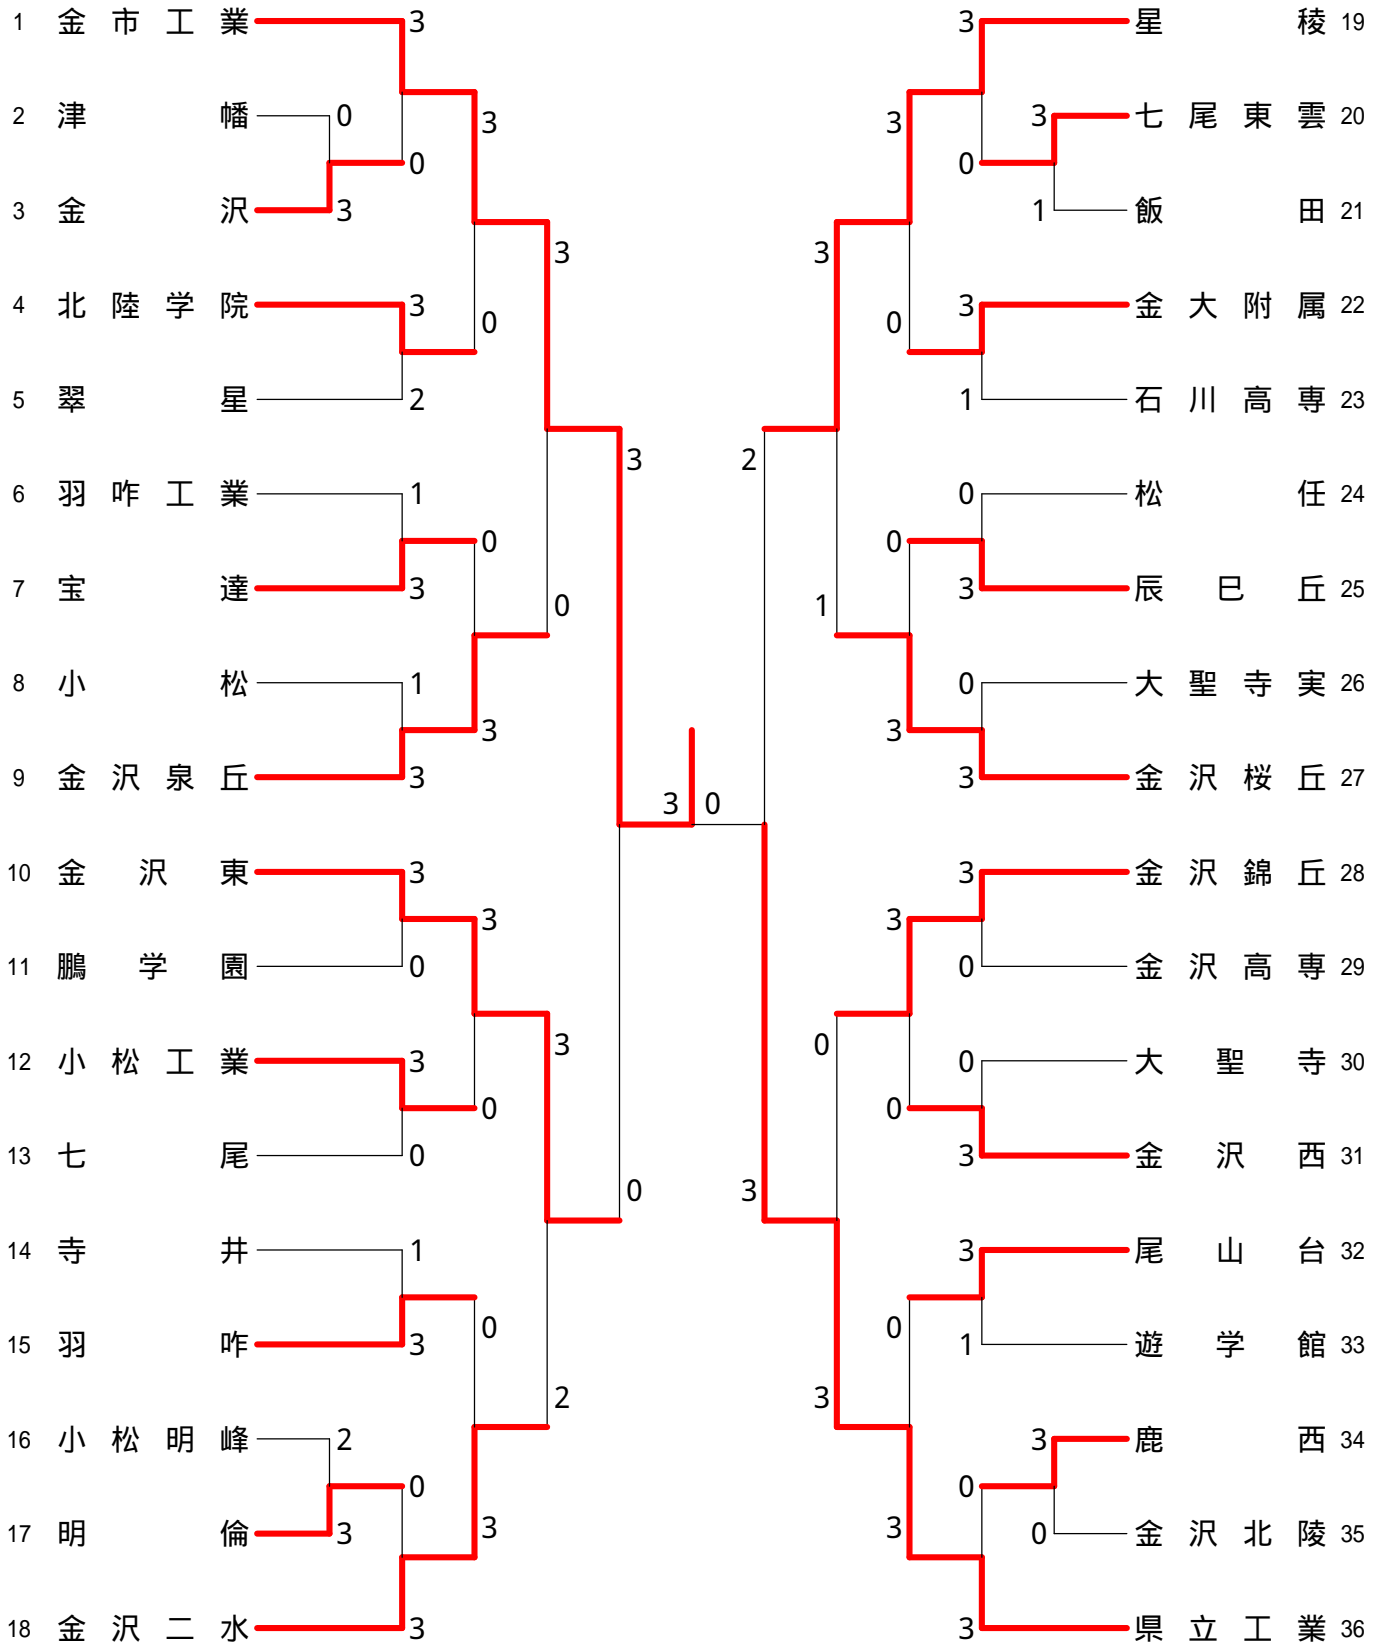 1 金市工業 3 3 星稜 19
2 津幡 0 3 3 3 七尾東雲 20
0 0
3 金沢 3 1 飯田 21
3 3
4 北陸学院 3 0 0 3 金大附属 22
5 翠星 2 1 石川高専 23
3 2
6 羽咋工業 1 0 松任 24
0 0
7 宝達 3 0 1 3 辰巳丘 25
8 小松 1 0 大聖寺実 26
3 3
9 金沢泉丘 3 3 金沢桜丘 27
3 0
10 金沢東 3 3 金沢錦丘 28
3 3
11 鵬学園 0 0 金沢高専 29
3 0
12 小松工業 3 0 大聖寺 30
0 0
13 七尾 0 3 金沢西 31
0 3
14 寺井 1 3 尾山台 32
0 0
15 羽咋 3 1 遊学館 33
2 3
16 小松明峰 2 3 鹿西 34
0 0
17 明倫 3 3 3 0 金沢北陵 35
18 金沢二水 3 3 県立工業 36